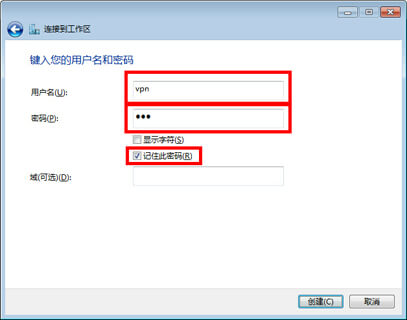 连接到工作区
键入您的用户名和密码
用户名(U):
vpn
密码(P):
●●●
显示字符(S)
记住此密码(R)
域(可选)(D):
创建(C)
取消